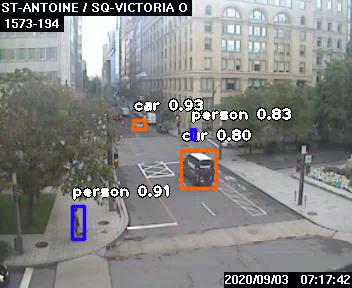 ST-ANTOINE / SQ-VICTORIA O
1573-194
car 0.93
person 0.83
car 0.80
person 0.91
2020/09/03 07:17:42